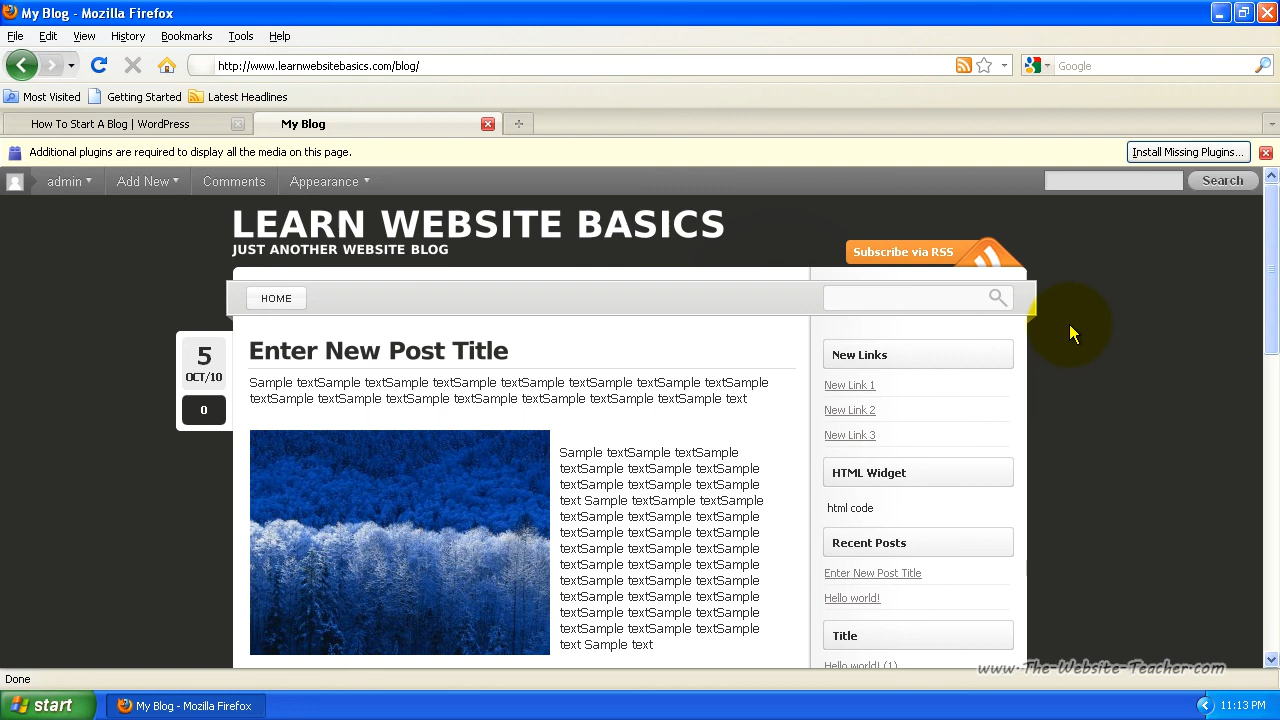 My Blog - Mozilla Firefox
File Edit View History Bookmarks Tools Help
http://www.learnwebsitebasics.com/blog/
Google
Most Visited Getting Started Latest Headlines
How To Start A Blog | WordPress
My Blog
Additional plugins are required to display all the media on this page.
Install Missing Plugins...
admin Add New Comments Appearance
Search
LEARN WEBSITE BASICS
JUST ANOTHER WEBSITE BLOG
Subscribe via RSS
HOME
5
OCT/10
0
Enter New Post Title
Sample textSample textSample textSample textSample textSample textSample textSample
textSample textSample textSample textSample textSample textSample textSample text
Sample textSample textSample
textSample textSample textSample
textSample textSample textSample
text Sample textSample textSample
textSample textSample textSample
textSample textSample textSample
textSample textSample textSample
textSample textSample textSample
textSample textSample textSample
textSample textSample textSample
textSample textSample textSample
textSample textSample textSample
text Sample text
New Links
New Link 1
New Link 2
New Link 3
HTML Widget
html code
Recent Posts
Enter New Post Title
Hello world!
Title
Hello world! (1)
www.The-Website-Teacher.com
Done
start
My Blog - Mozilla Firefox
11:13 PM